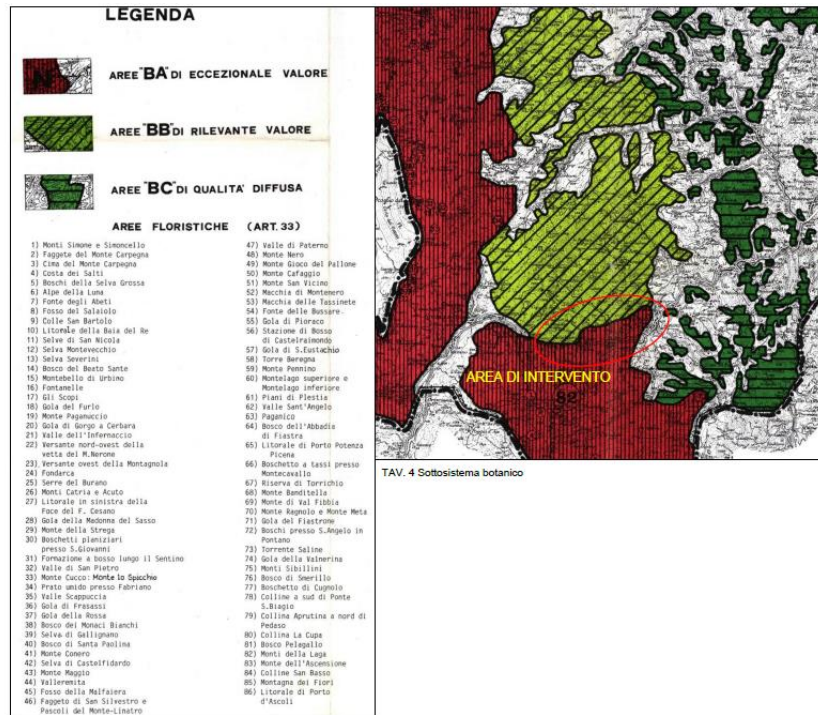 LEGENDA
AREE "BA" DI ECCEZIONALE VALORE
AREE "BB" DI RILEVANTE VALORE
AREE "BC" DI QUALITA' DIFFUSA
AREE FLORISTICHE (ART. 33)
1) Monti Simone e Simoncello
2) Faggete del Monte Carpegna
3) Cima del Monte Carpegna
4) Costa dei Salti
5) Boschi della Selva Grossa
6) Alpe della Luna
7) Fonte degli Abeti
8) Fosso del Salaiolo
9) Colle San Bartolo
10) Litorale della Baia del Re
11) Selve di San Nicola
12) Selva Montevecchio
13) Selva Severini
14) Bosco del Beato Sante
15) Montebello di Urbino
16) Fontanelle
17) Gli Scopi
18) Gola del Furlo
19) Monte Paganuccio
20) Gola di Gorgo a Cerbara
21) Valle dell'Infernaccio
22) Versante nord-ovest della
vetta del M.Nerone
23) Versante ovest della Montagnola
24) Fondarca
25) Serre del Burano
26) Monti Catria e Acuto
27) Litorale in sinistra della
Foce del F. Cesano
28) Gola della Madonna del Sasso
29) Monte della Strega
30) Boschetti planiziari
presso S.Giovanni
31) Formazione a bosso lungo il Sentino
32) Valle di San Pietro
33) Monte Cucco: Monte lo Spicchio
34) Prato umido presso Fabriano
35) Valle Scappuccia
36) Gola di Frasassi
37) Gola della Rossa
38) Bosco dei Monaci Bianchi
39) Selva di Gallignano
40) Bosco di Santa Paolina
41) Monte Conero
42) Selva di Castelfidardo
43) Monte Maggio
44) Valleremita
45) Fosso della Malfaiera
46) Faggeto di San Silvestro e
Pascoli del Monte-Linatro
47) Valle di Paterno
48) Monte Nero
49) Monte Gioco del Pallone
50) Monte Cafaggio
51) Monte San Vicino
52) Macchia di Montenero
53) Macchia delle Tassinete
54) Fonte delle Bussare
55) Gola di Pioraco
56) Stazione di Bosso
di Castelraimondo
57) Gola di S.Eustachio
58) Torre Beregna
59) Monte Pennino
60) Montelago superiore e
Montelago inferiore
61) Piani di Plestia
62) Valle Sant'Angelo
63) Paganico
64) Bosco dell'Abbadia
di Fiastra
65) Litorale di Porto Potenza
Picena
66) Boschetto a tassi presso
Montecavallo
67) Riserva di Torricchio
68) Monte Banditella
69) Monte di Val Fibbia
70) Monte Ragnolo e Monte Meta
71) Gola del Fiastrone
72) Boschi presso S.Angelo in
Pontano
73) Torrente Saline
74) Gola della Valnerina
75) Monti Sibillini
76) Bosco di Smerillo
77) Boschetto di Cugnolo
78) Colline a sud di Ponte
S.Biagio
79) Collina Aprutina a nord di
Pedaso
80) Collina La Cupa
81) Bosco Pelagallo
82) Monti della Laga
83) Monte dell'Ascensione
84) Colline San Basso
85) Montagna dei Fiori
86) Litorale di Porto
d'Ascoli
AREA DI INTERVENTO
82
TAV. 4 Sottosistema botanico